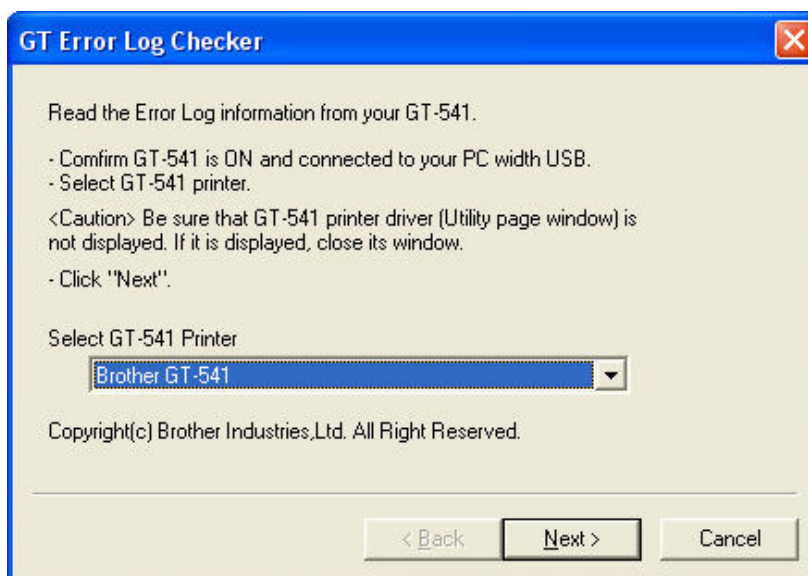 GT Error Log Checker
Read the Error Log information from your GT-541.
- Comfirm GT-541 is ON and connected to your PC width USB.
- Select GT-541 printer.
<Caution> Be sure that GT-541 printer driver (Utility page window) is
not displayed. If it is displayed, close its window.
- Click "Next".
Select GT-541 Printer
Brother GT-541
Copyright(c) Brother Industries,Ltd. All Right Reserved.
< Back Next > Cancel